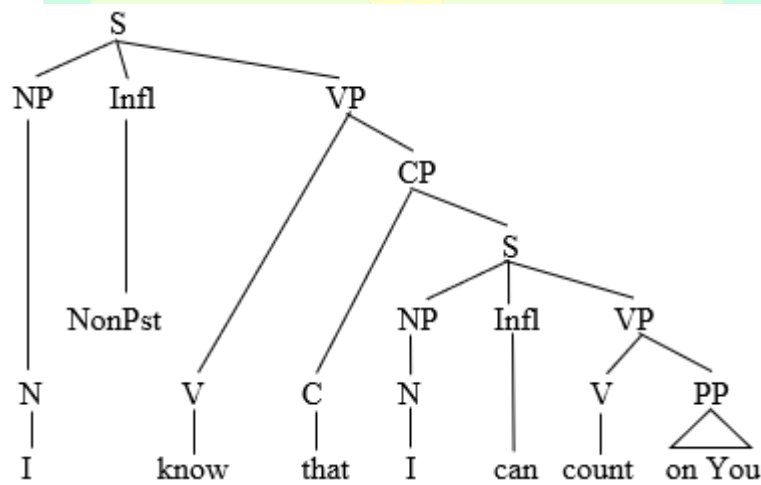 S
NP Infl VP
CP
S
NonPst NP Infl VP
N V C N V PP
I know that I can count on You